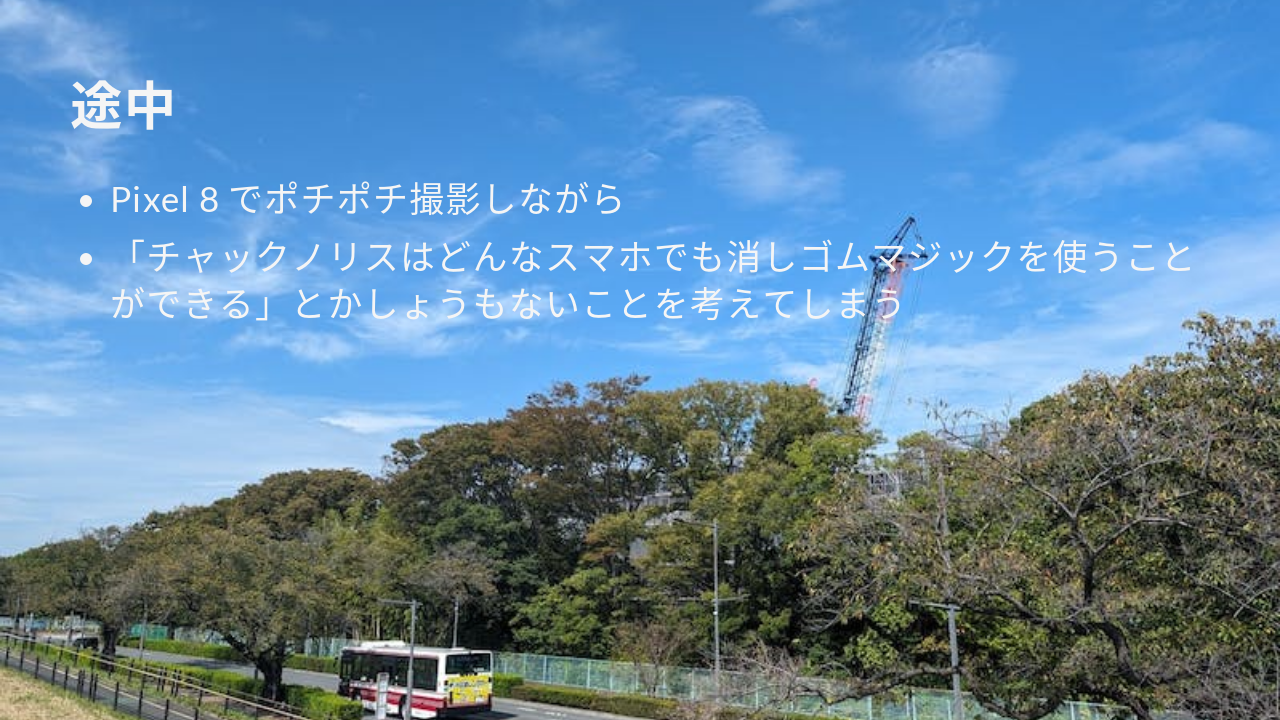 途中
• Pixel 8 でポチポチ撮影しながら
• 「チャックノリスはどんなスマホでも消しゴムマジックを使うこと
ができる」とかしょうもないことを考えてしまう